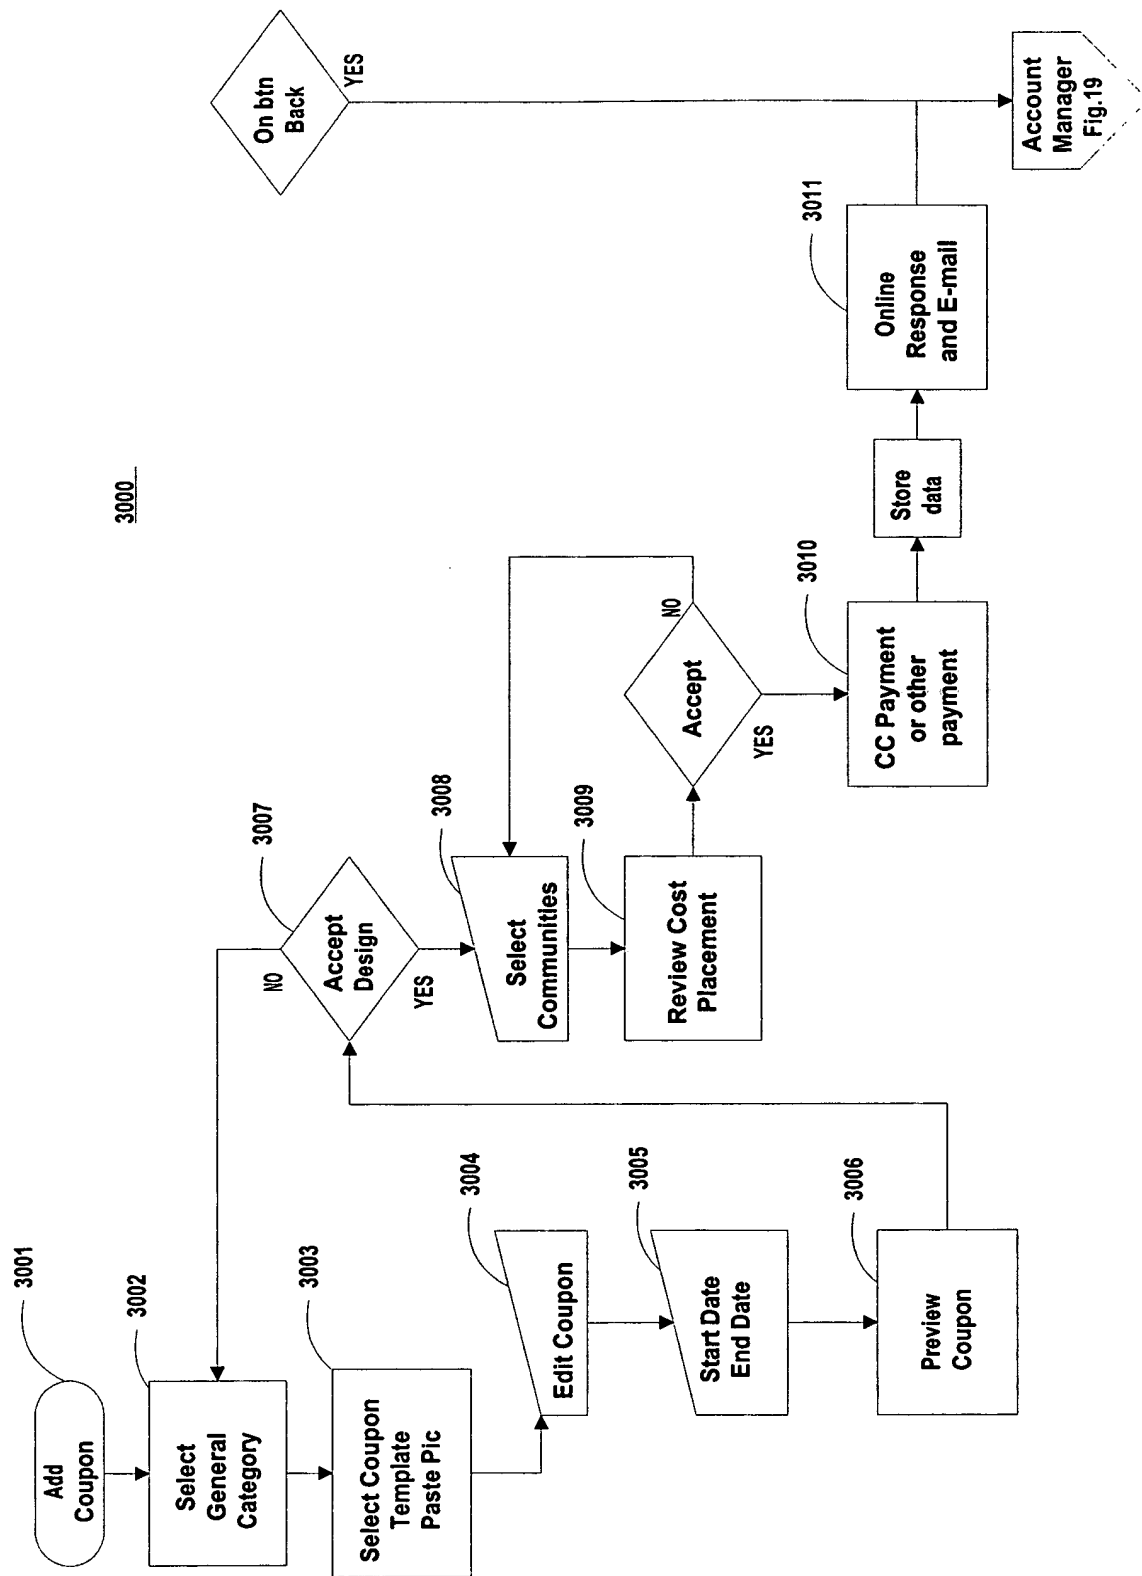 3000
3001
Add
Coupon
3002
Select
General
Category
3003
Select Coupon
Template
Paste Pic
3004
Edit Coupon
3005
Start Date
End Date
3006
Preview
Coupon
3007
Accept
Design
NO
YES
3008
Select
Communities
3009
Review Cost
Placement
Accept
NO
YES
3010
CC Payment
or other
payment
Store
data
3011
Online
Response
and E-mail
On btn
Back
YES
Account
Manager
Fig.19